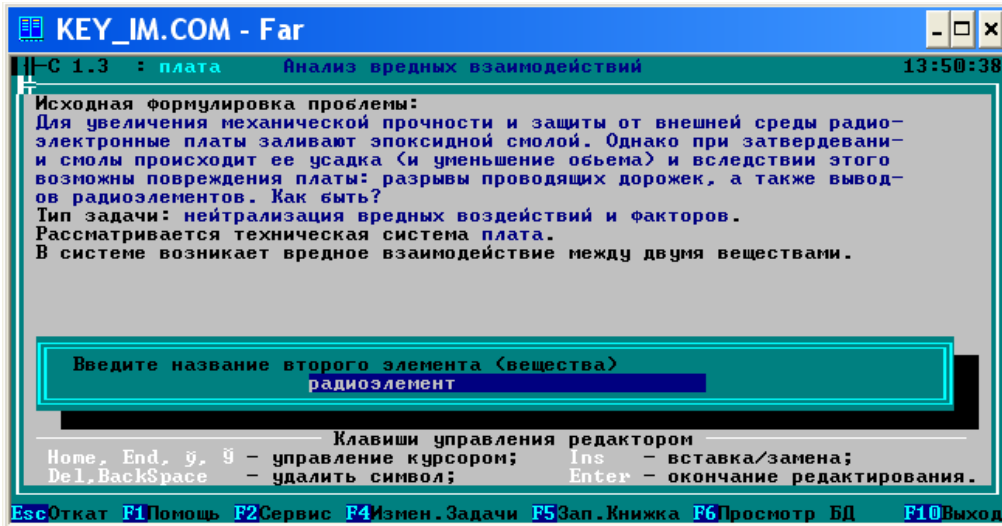 KEY_IM.COM - Far
С 1.3 : плата Анализ вредных взаимодействий 13:50:38
Исходная формулировка проблемы:
Для увеличения механической прочности и защиты от внешней среды радио-
электронные платы заливают эпоксидной смолой. Однако при затвердевани-
и смолы происходит ее усадка (и уменьшение обьема) и вследствии этого
возможны повреждения платы: разрывы проводящих дорожек, а также вывод-
ов радиоэлементов. Как быть?
Тип задачи: нейтрализация вредных воздействий и факторов.
Рассматривается техническая система плата.
В системе возникает вредное взаимодействие между двумя веществами.
Введите название второго элемента (вещества)
радиоэлемент
Клавиши управления редактором
Home, End, ў, Ў - управление курсором; Ins - вставка/замена;
Del,BackSpace - удалить символ; Enter - окончание редактирования.
EscОткат F1Помощь F2Сервис F4Измен.Задачи F5Зап.Книжка F6Просмотр БД F10Выход